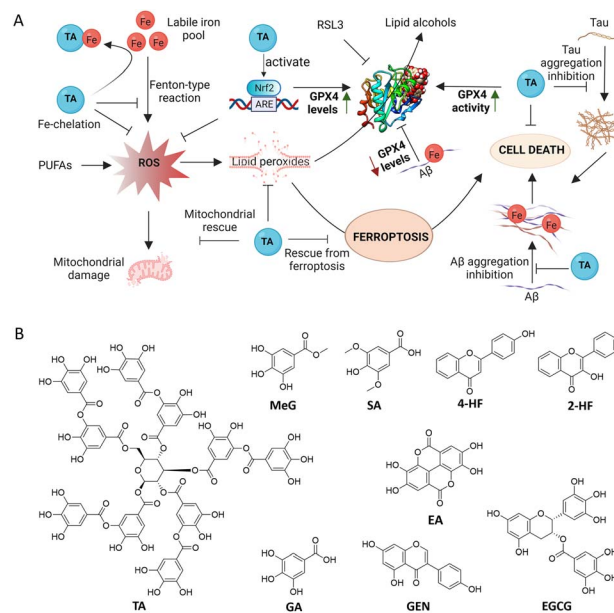 A
TA
Fe
Fe
Labile iron
pool
Fe
Fe
Fe
TA
Fe-chelation
Fenton-type
reaction
PUFAs
ROS
Mitochondrial
damage
TA
activate
Nrf2
ARE
GPX4
levels
RSL3
Lipid alcohols
Lipid peroxides
GPX4
levels
Fe
Aβ
GPX4
activity
TA
Tau
Tau
aggregation
inhibition
CELL DEATH
Mitochondrial
rescue
TA
Rescue from
ferroptosis
FERROPTOSIS
Fe
Fe
Aβ aggregation
inhibition
TA
Aβ
B
MeG
SA
4-HF
2-HF
EA
TA
GA
GEN
EGCG